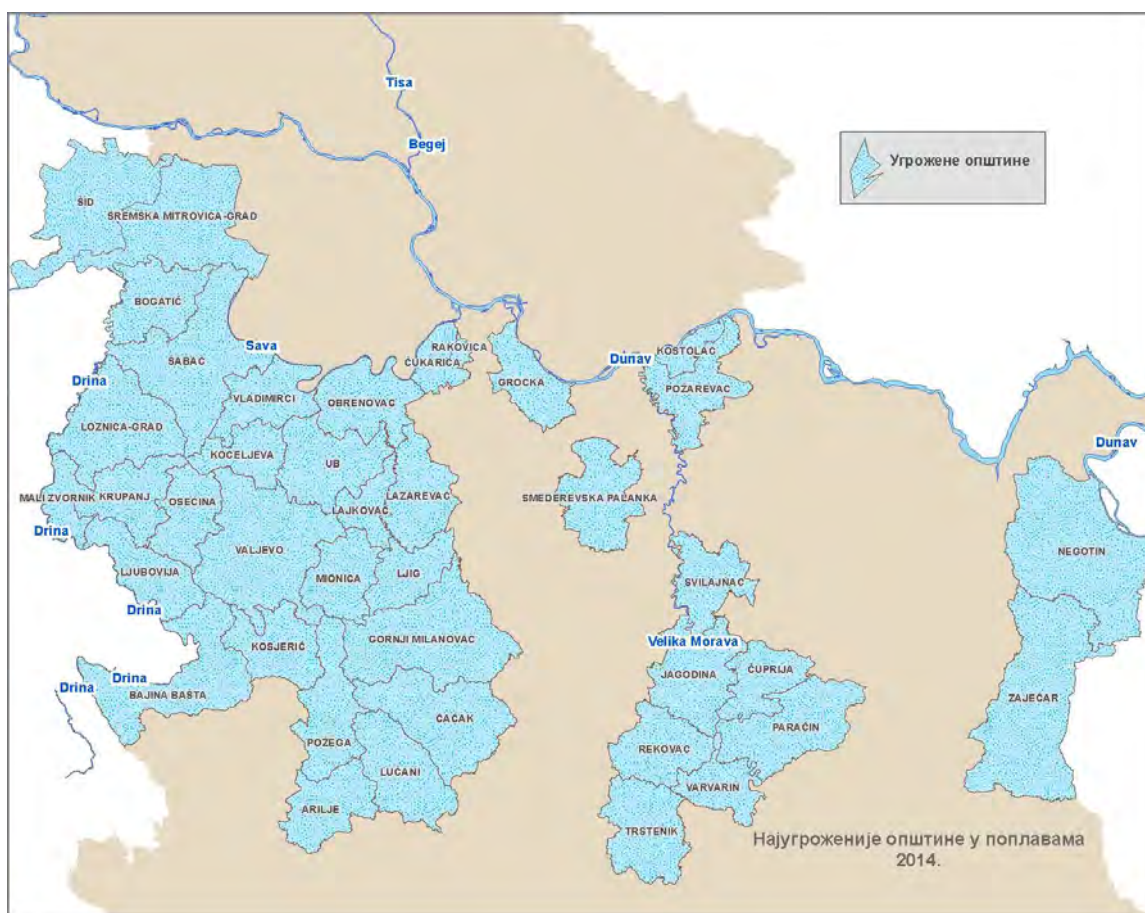 Tisa
Begej
Угрожене општине
ŠID
SREMSKA MITROVICA-GRAD
BOGATIĆ
Sava
ŠABAC
RAKOVICA
ČUKARICA
Dunav
KOSTOLAC
GROCKA
POŽAREVAC
Drina
VLADIMIRCI
OBRENOVAC
LOZNICA-GRAD
KOCELJEVA
UB
Dunav
MALI ZVORNIK
KRUPANJ
OSEČINA
LAZAREVAC
SMEDEREVSKA PALANKA
LAJKOVAC
Drina
VALJEVO
NEGOTIN
LJUBOVIJA
MIONICA
LJIG
SVILAJNAC
Drina
GORNJI MILANOVAC
Velika Morava
KOSJERIĆ
JAGODINA
ĆUPRIJA
Drina
Drina
BAJINA BAŠTA
ZAJEČAR
ČAČAK
PARAĆIN
POŽEGA
REKOVAC
LUČANI
VARVARIN
ARILJE
TRSTENIK
Најугроженије општине у поплавама
2014.